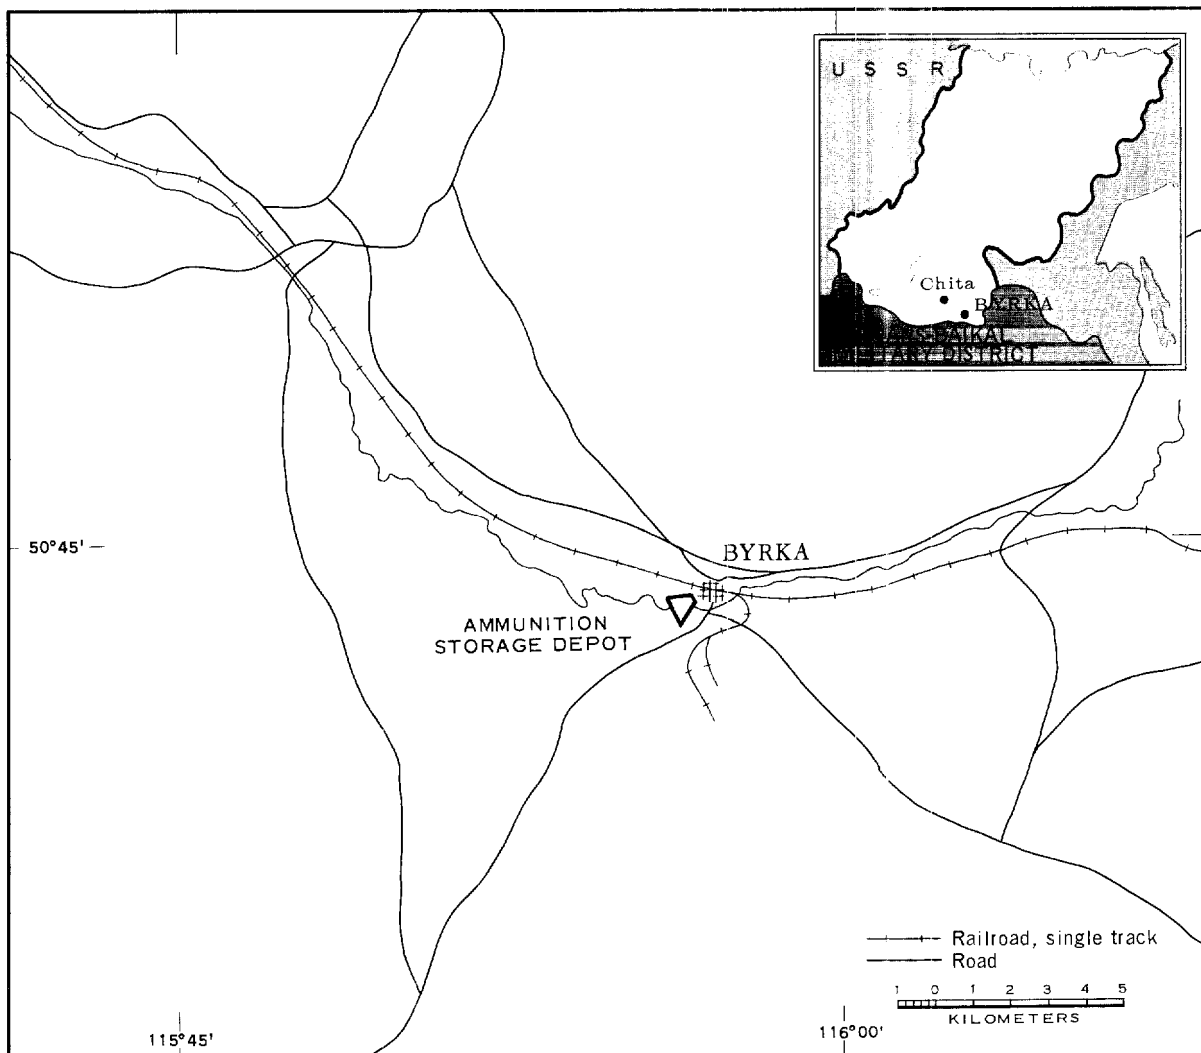 U S S R
Chita
BYRKA
BAIKAL
MILITARY DISTRICT
50°45'
BYRKA
AMMUNITION
STORAGE DEPOT
Railroad, single track
Road
1 0 1 2 3 4 5
KILOMETERS
115°45'
116°00'